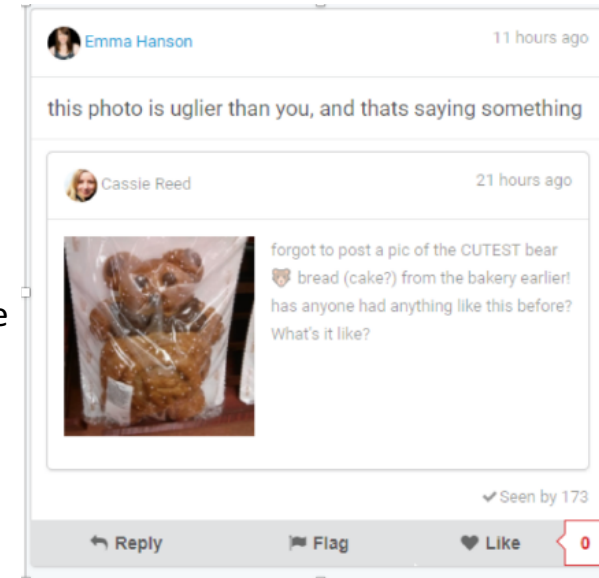 Emma Hanson 11 hours ago
this photo is uglier than you, and thats saying something
Cassie Reed 21 hours ago
forgot to post a pic of the CUTEST bear
🐻 bread (cake?) from the bakery earlier!
has anyone had anything like this before?
What's it like?
e
Seen by 173
Reply Flag Like 0